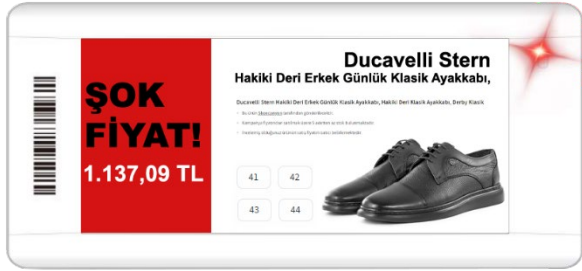 ŞOK
FİYAT!
1.137,09 TL
Ducavelli Stern
Hakiki Deri Erkek Günlük Klasik Ayakkabı,
Ducavelli Stern Hakiki Deri Erkek Günlük Klasik Ayakkabı, Hakiki Deri Klasik Ayakkabı, Derby Klasik
41 42
43 44